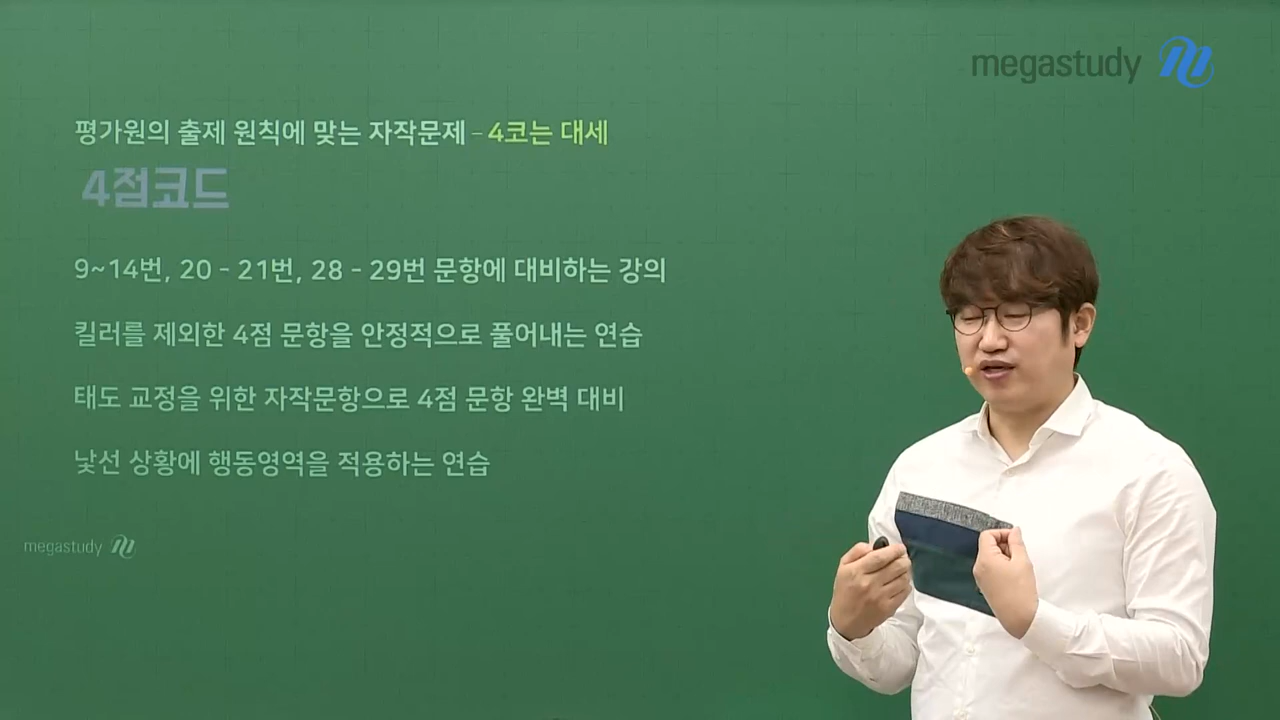 megastudy
평가원의 출제 원칙에 맞는 자작문제 - 4코는 대세
4점코드
9~14번, 20 - 21번, 28 - 29번 문항에 대비하는 강의
킬러를 제외한 4점 문항을 안정적으로 풀어내는 연습
태도 교정을 위한 자작문항으로 4점 문항 완벽 대비
낯선 상황에 행동영역을 적용하는 연습
megastudy